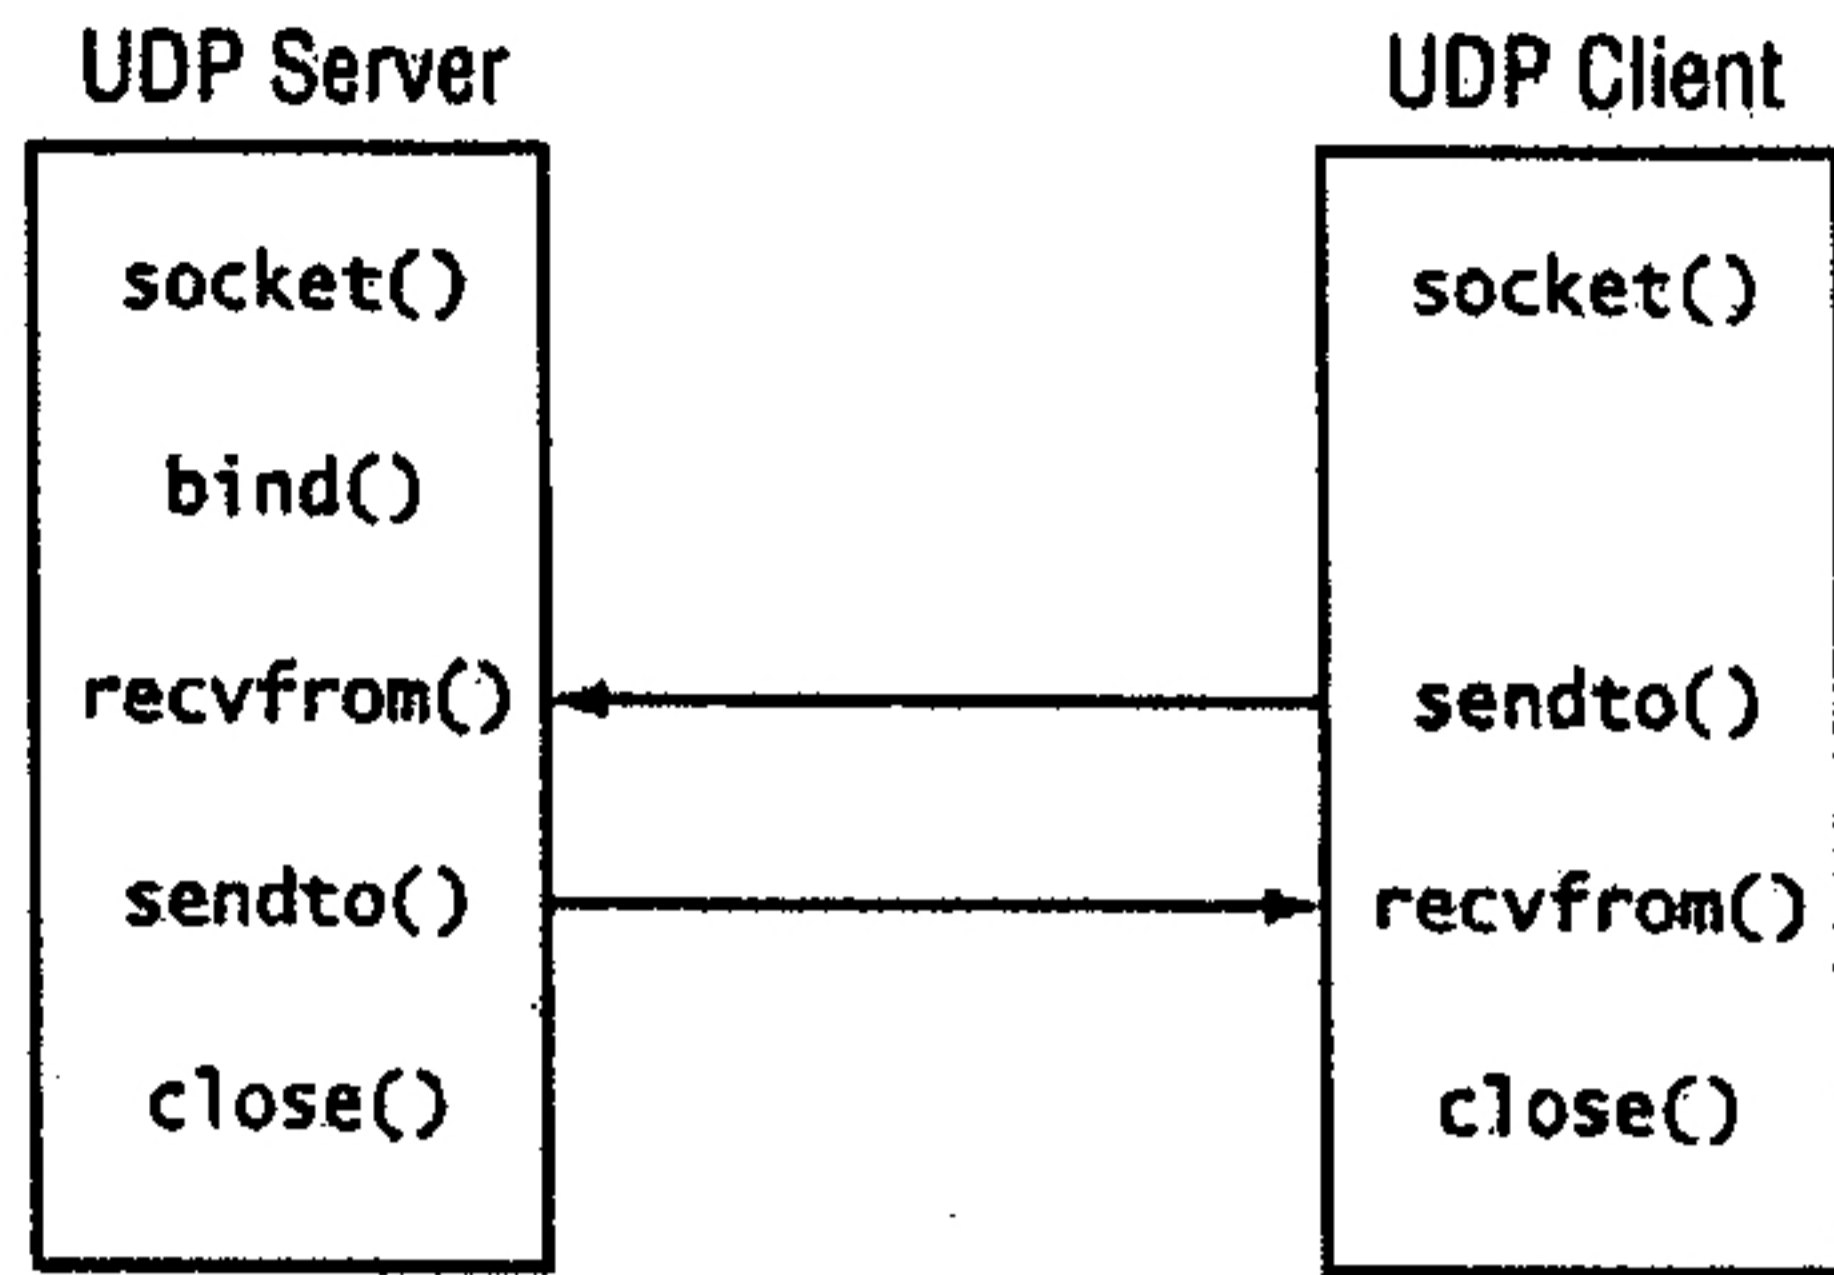 UDP Server
socket()
bind()
recvfrom()
sendto()
close()
UDP Client
socket()
sendto()
recvfrom()
close()